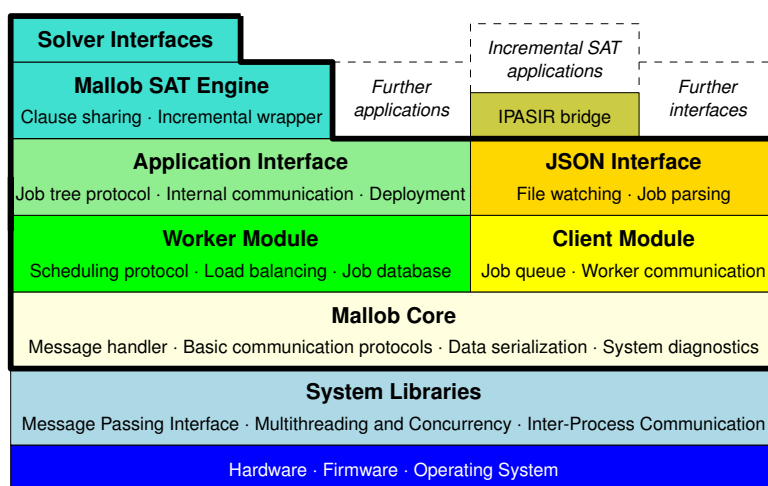 Solver Interfaces
Mallob SAT Engine
Clause sharing · Incremental wrapper
Further
applications
Incremental SAT
applications
IPASIR bridge
Further
interfaces
Application Interface
Job tree protocol · Internal communication · Deployment
JSON Interface
File watching · Job parsing
Worker Module
Scheduling protocol · Load balancing · Job database
Client Module
Job queue · Worker communication
Mallob Core
Message handler · Basic communication protocols · Data serialization · System diagnostics
System Libraries
Message Passing Interface · Multithreading and Concurrency · Inter-Process Communication
Hardware · Firmware · Operating System